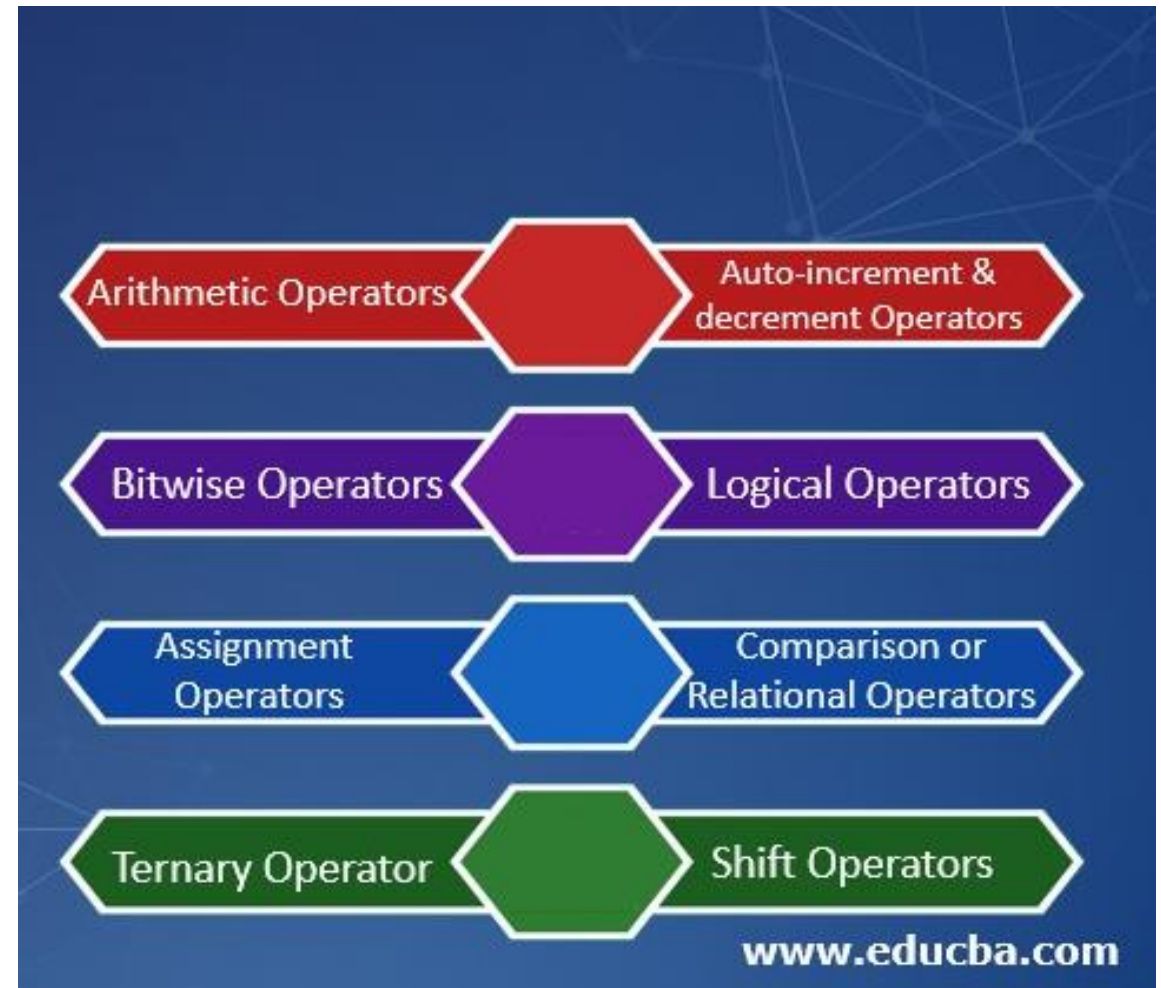 Arithmetic Operators
Auto-increment &
decrement Operators
Bitwise Operators
Logical Operators
Assignment
Operators
Comparison or
Relational Operators
Ternary Operator
Shift Operators
www.educba.com